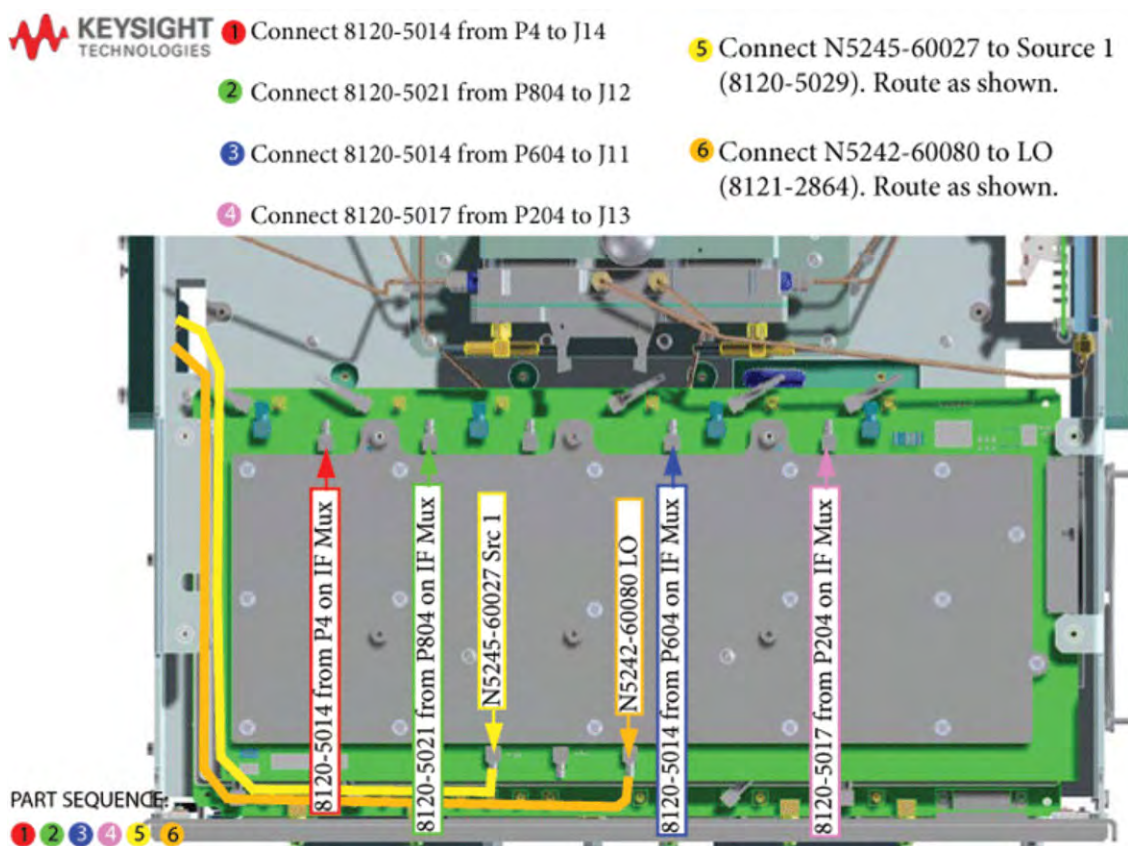 KEYSIGHT
TECHNOLOGIES
1 Connect 8120-5014 from P4 to J14
2 Connect 8120-5021 from P804 to J12
3 Connect 8120-5014 from P604 to J11
4 Connect 8120-5017 from P204 to J13
5 Connect N5245-60027 to Source 1
(8120-5029). Route as shown.
6 Connect N5242-60080 to LO
(8121-2864). Route as shown.
8120-5014 from P4 on IF Mux
8120-5021 from P804 on IF Mux
N5245-60027 Src 1
N5242-60080 LO
8120-5014 from P604 on IF Mux
8120-5017 from P204 on IF Mux
PART SEQUENCE:
1 2 3 4 5 6